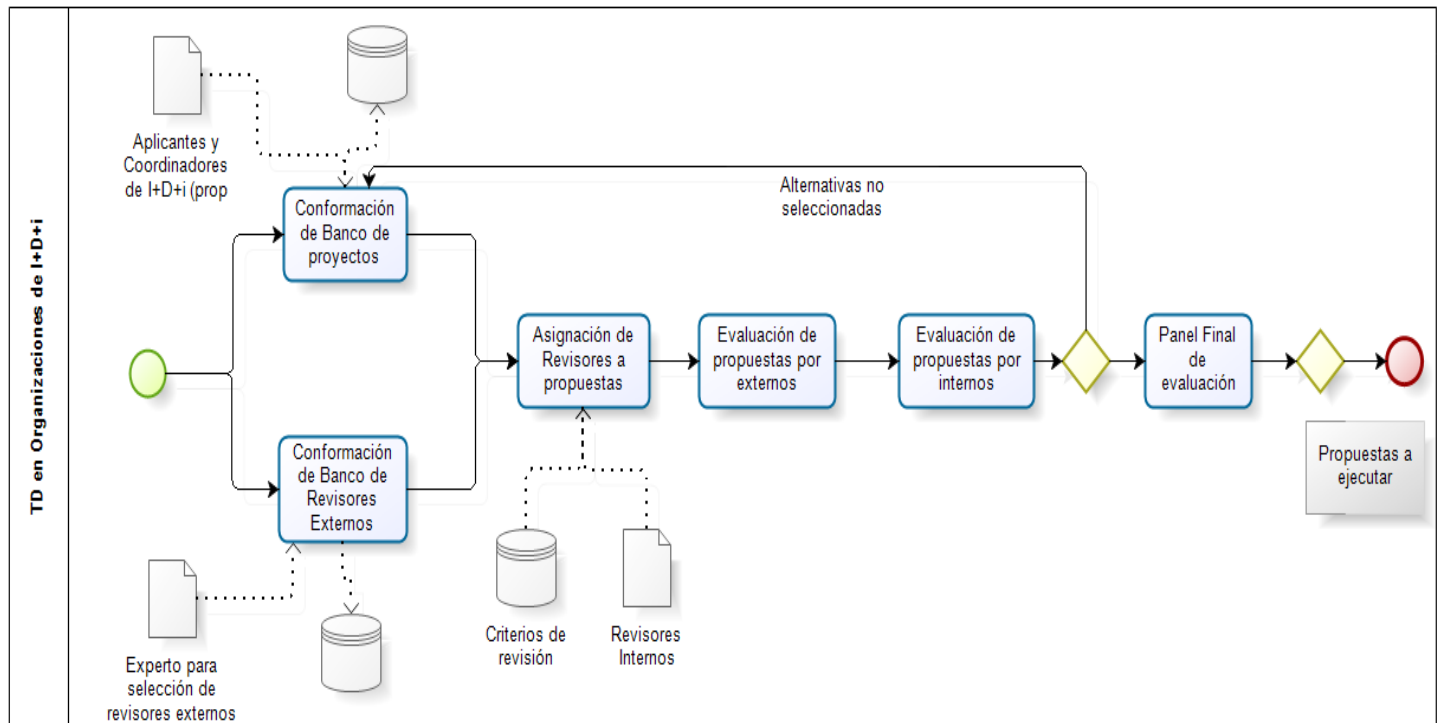 TD en Organizaciones de I+D+i
Aplicantes y
Coordinadores
de I+D+i (prop
Conformación
de Banco de
proyectos
Alternativas no
seleccionadas
Asignación de
Revisores a
propuestas
Evaluación de
propuestas por
externos
Evaluación de
propuestas por
internos
Panel Final
de
evaluación
Propuestas a
ejecutar
Conformación
de Banco de
Revisores
Externos
Criterios de
revisión
Revisores
Internos
Experto para
selección de
revisores externos